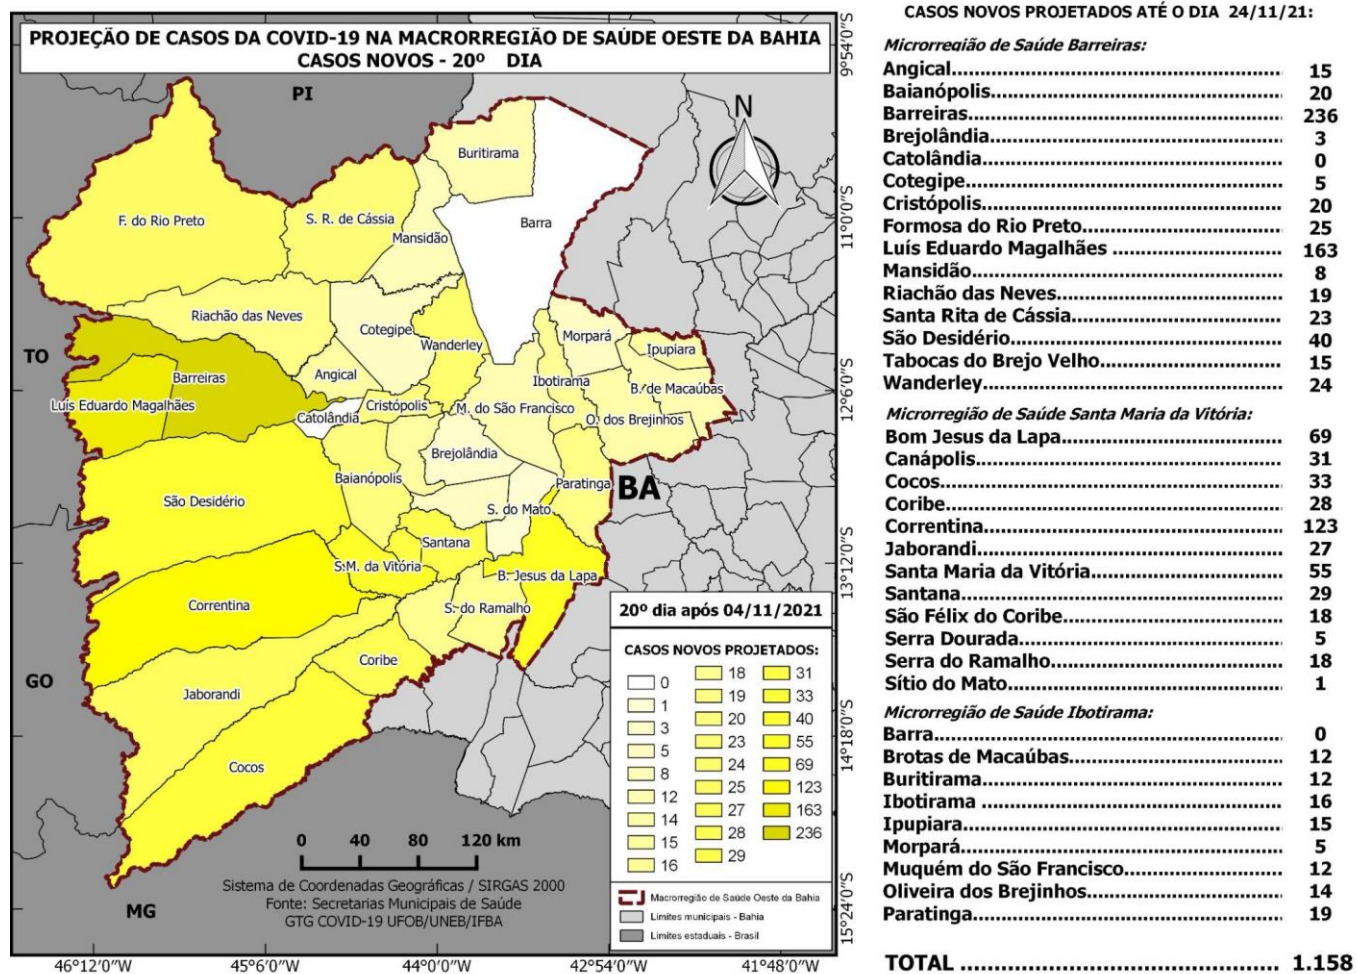 PROJEÇÃO DE CASOS DA COVID-19 NA MACRORREGIÃO DE SAÚDE OESTE DA BAHIA
CASOS NOVOS - 20º DIA
PI
N
Buritirama
Barra
F. do Rio Preto
S. R. de Cássia
Mansidão
Riachão das Neves
Cotegipe
Wanderley
Morpará
Ipupiara
TO
Barreiras
Angical
Ibotirama
B. de Macaúbas
Luís Eduardo Magalhães
Catolândia
Cristópolis
M. do São Francisco
O. dos Brejinhos
Brejolândia
Baianópolis
Paratinga
BA
São Desidério
S. do Mato
Santana
S.M. da Vitória
B. Jesus da Lapa
Correntina
S. do Ramalho
Coribe
GO
Jaborandi
Cocos
MG
0 40 80 120 km
Sistema de Coordenadas Geográficas / SIRGAS 2000
Fonte: Secretarias Municipais de Saúde
GTG COVID-19 UFOB/UNEB/IFBA
20º dia após 04/11/2021
CASOS NOVOS PROJETADOS:
0
1
3
5
8
12
14
15
16
18
19
20
23
24
25
27
28
29
31
33
40
55
69
123
163
236
Macrorregião de Saúde Oeste da Bahia
Limites municipais - Bahia
Limites estaduais - Brasil
9°54'0"S
11°0'0"S
12°6'0"S
13°12'0"S
14°18'0"S
15°24'0"S
46°12'0"W 45°6'0"W 44°0'0"W 42°54'0"W 41°48'0"W
CASOS NOVOS PROJETADOS ATÉ O DIA 24/11/21:
Microrregião de Saúde Barreiras:
Angical 15
Baianópolis 20
Barreiras 236
Brejolândia 3
Catolândia 0
Cotegipe 5
Cristópolis 20
Formosa do Rio Preto 25
Luís Eduardo Magalhães 163
Mansidão 8
Riachão das Neves 19
Santa Rita de Cássia 23
São Desidério 40
Tabocas do Brejo Velho 15
Wanderley 24
Microrregião de Saúde Santa Maria da Vitória:
Bom Jesus da Lapa 69
Canápolis 31
Cocos 33
Coribe 28
Correntina 123
Jaborandi 27
Santa Maria da Vitória 55
Santana 29
São Félix do Coribe 18
Serra Dourada 5
Serra do Ramalho 18
Sítio do Mato 1
Microrregião de Saúde Ibotirama:
Barra 0
Brotas de Macaúbas 12
Buritirama 12
Ibotirama 16
Ipupiara 15
Morpará 5
Muquém do São Francisco 12
Oliveira dos Brejinhos 14
Paratinga 19
TOTAL 1.158